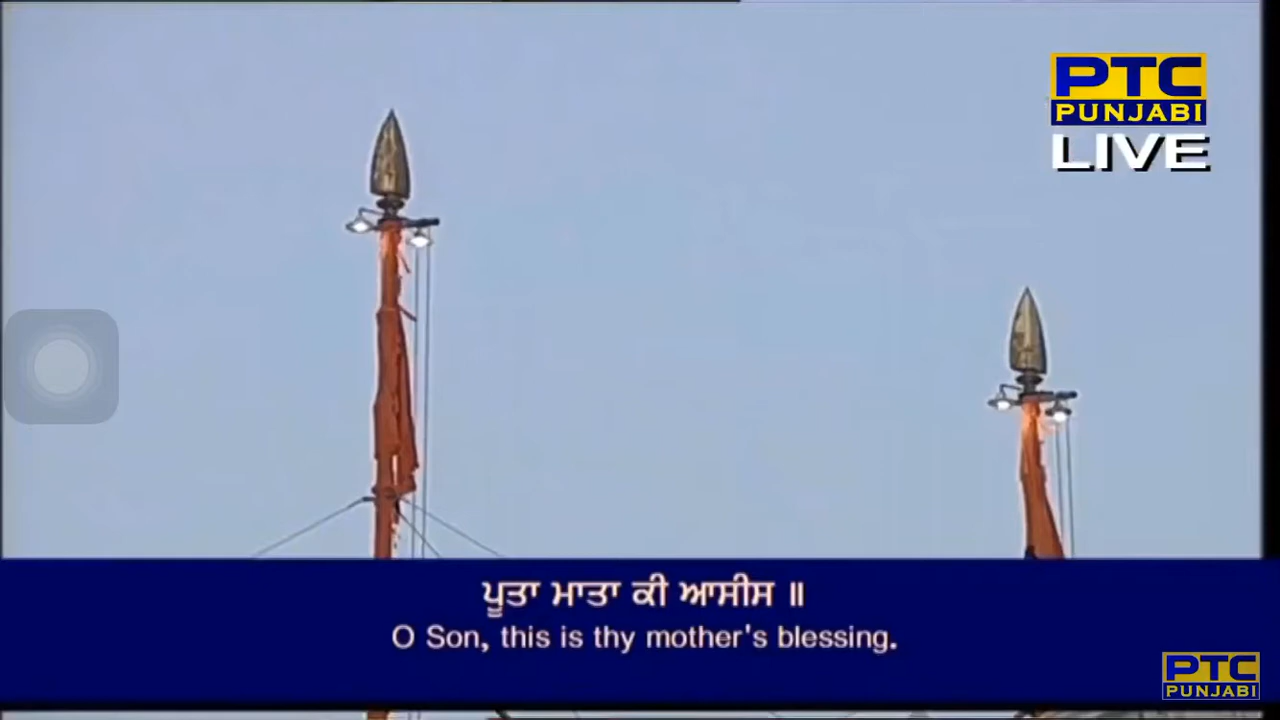 PTC
PUNJABI
LIVE
ਪੂਤਾ ਮਾਤਾ ਕੀ ਆਸੀਸ ॥
O Son, this is thy mother's blessing.
PTC
PUNJABI